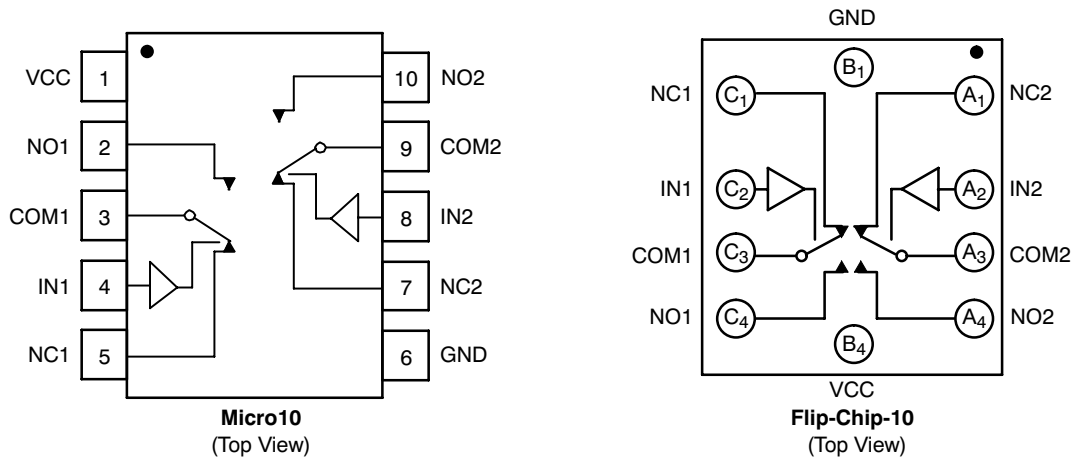 VCC 1 10 NO2
NO1 2 9 COM2
COM1 3 8 IN2
IN1 4 7 NC2
NC1 5 6 GND
Micro10
(Top View)
GND
B1
NC1 C1 A1 NC2
IN1 C2 A2 IN2
COM1 C3 A3 COM2
NO1 C4 A4 NO2
B4
VCC
Flip-Chip-10
(Top View)